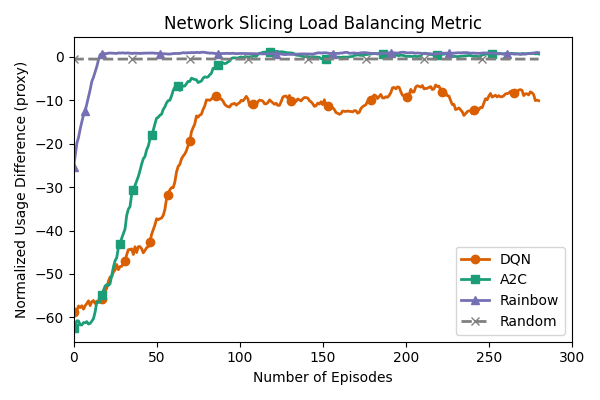 Network Slicing Load Balancing Metric
Normalized Usage Difference (proxy)
0
−10
−20
−30
−40
−50
−60
0
50
100
150
200
250
300
Number of Episodes
DQN
A2C
Rainbow
Random